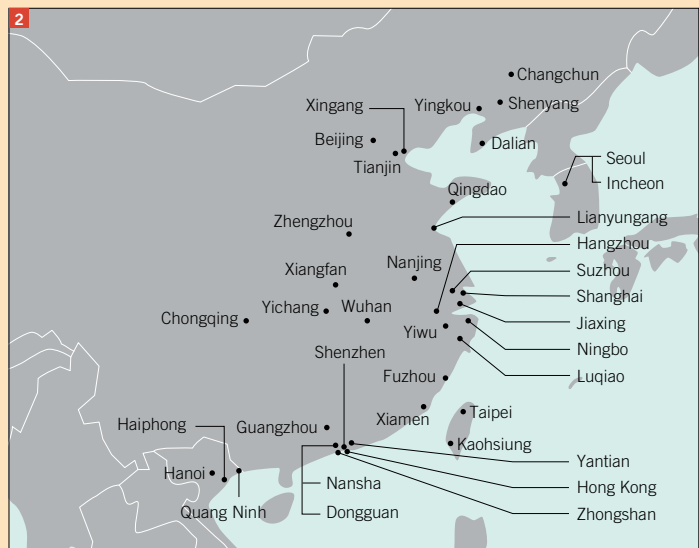 2
Changchun
Xingang
Yingkou
Shenyang
Beijing
Dalian
Tianjin
Seoul
Incheon
Qingdao
Lianyungang
Zhengzhou
Hangzhou
Nanjing
Xiangfan
Suzhou
Shanghai
Yichang
Wuhan
Chongqing
Jiaxing
Yiwu
Ningbo
Shenzhen
Fuzhou
Luqiao
Xiamen
Taipei
Haiphong
Guangzhou
Kaohsiung
Yantian
Hanoi
Nansha
Hong Kong
Quang Ninh
Dongguan
Zhongshan